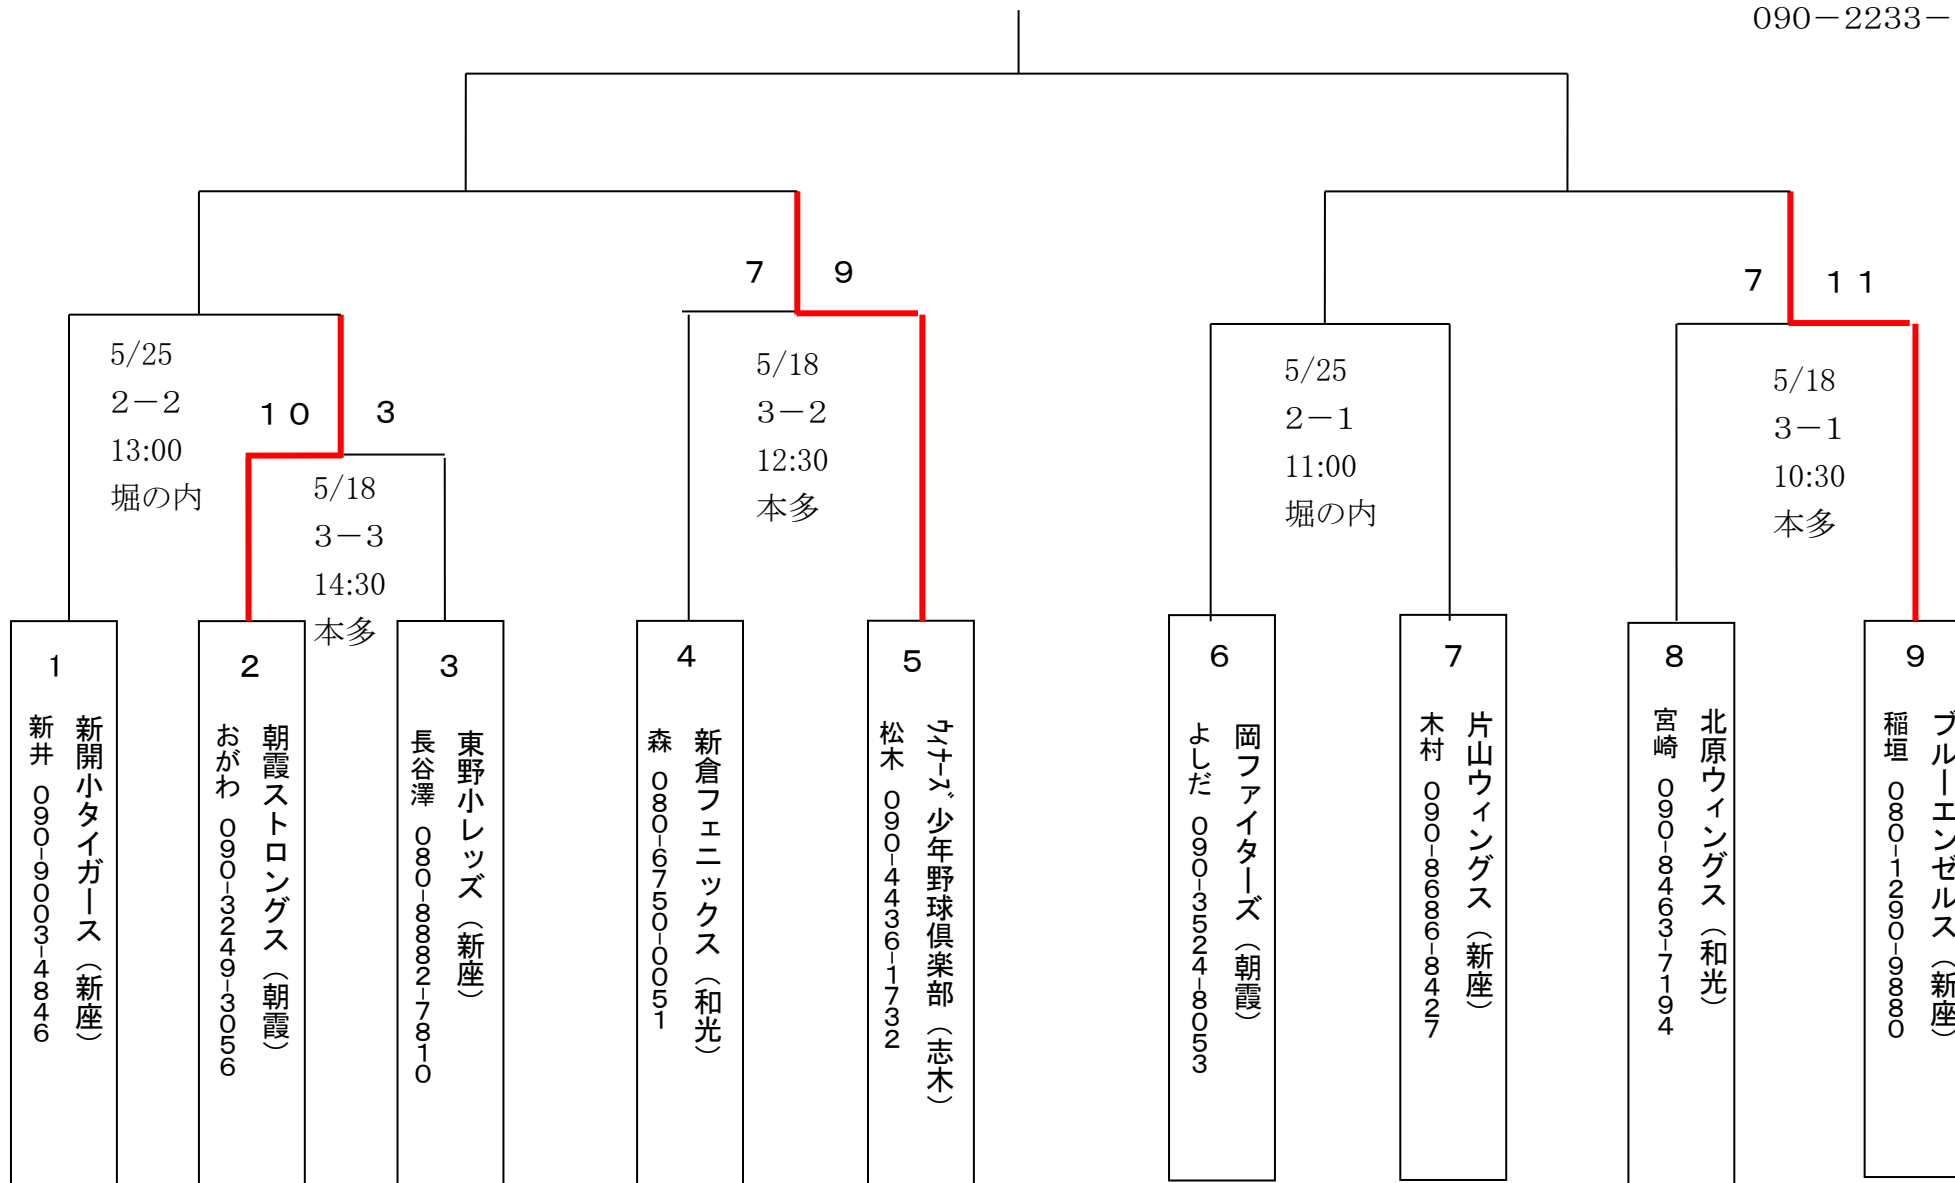 090－2233－
7 9
7 11
5/25
2－2
13:00
堀の内
10 3
5/18
3－3
14:30
本多
5/18
3－2
12:30
本多
5/25
2－1
11:00
堀の内
5/18
3－1
10:30
本多
1
新開小タイガース（新座）
新井 090-9003-4846
2
朝霞ストロングス（朝霞）
おがわ 090-3249-3056
3
東野小レッズ（新座）
長谷澤 080-8882-7810
4
新倉フェニックス（和光）
森 080-6750-0051
5
ウィナーズ少年野球倶楽部（志木）
松木 090-4436-1732
6
岡ファイターズ（朝霞）
よしだ 090-3524-8053
7
片山ウィングス（新座）
木村 090-8686-8427
8
北原ウィングス（和光）
宮崎 090-8463-7194
9
ブルーエンゼルス（新座）
稲垣 080-1290-9880